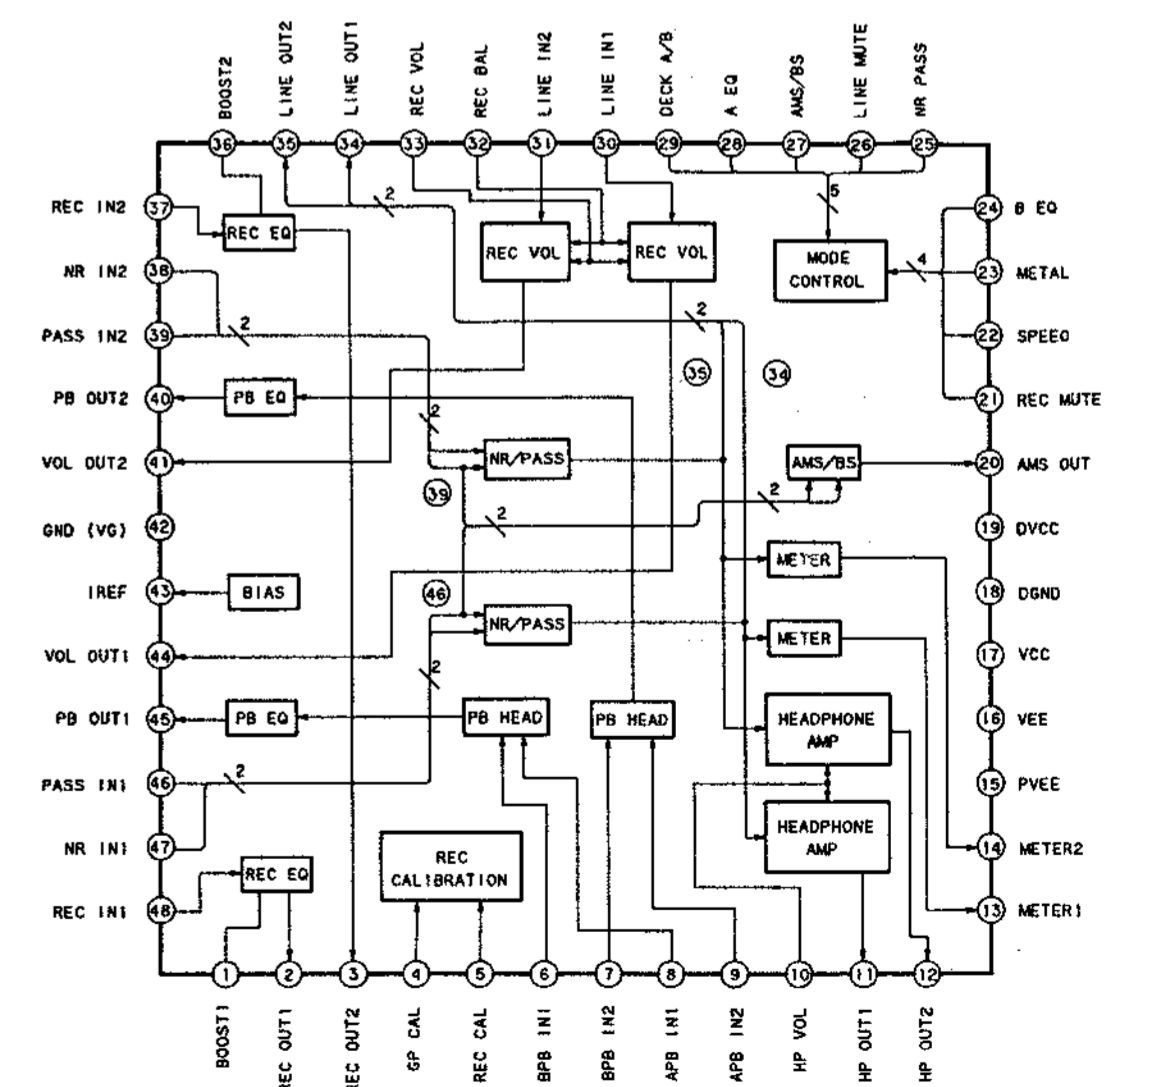 BOOST2
LINE OUT2
LINE OUT1
REC VOL
REC BAL
LINE IN2
LINE IN1
DECK A/B
A EQ
AMS/BS
LINE MUTE
NR PASS
36
35
34
33
32
31
30
29
28
27
26
25
REC IN2
37
NR IN2
38
PASS IN2
39
PB OUT2
40
VOL OUT2
41
GND (VG)
42
IREF
43
VOL OUT1
44
PB OUT1
45
PASS IN1
46
NR IN1
47
REC IN1
48
REC EQ
2
REC VOL
REC VOL
5
MODE
CONTROL
4
2
2
35
34
PB EQ
2
NR/PASS
AMS/BS
39
2
2
BIAS
46
NR/PASS
METER
METER
2
PB EQ
PB HEAD
PB HEAD
HEADPHONE
AMP
2
HEADPHONE
AMP
REC
CALIBRATION
REC EQ
24
B EQ
23
METAL
22
SPEEO
21
REC MUTE
20
AMS OUT
19
DVCC
18
DGND
17
VCC
16
VEE
15
PVEE
14
METER2
13
METER1
1
2
3
4
5
6
7
8
9
10
11
12
BOOST1
REC OUT1
REC OUT2
GP CAL
REC CAL
BPB IN1
BPB IN2
APB IN1
APB IN2
HP VOL
HP OUT1
HP OUT2